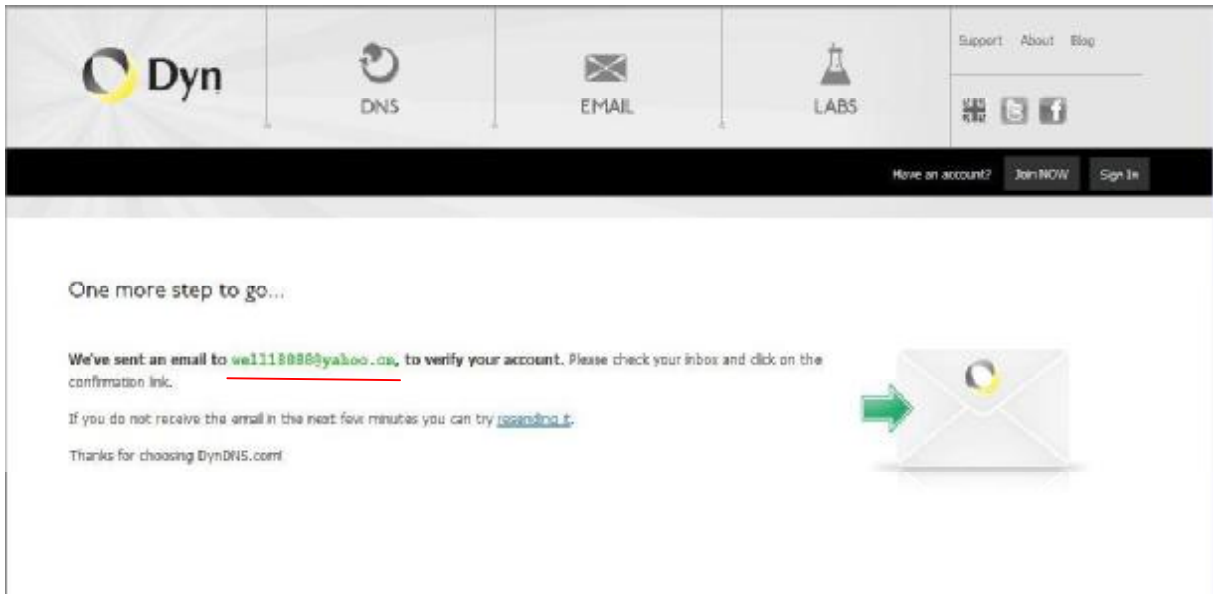 Dyn
DNS
EMAIL
LABS
Support About Blog
Have an account? Join NOW Sign In
One more step to go...
We've sent an email to to verify your account. Please check your inbox and click on the
confirmation link.
If you do not receive the email in the next few minutes you can try resending it.
Thanks for choosing DynDNS.com!